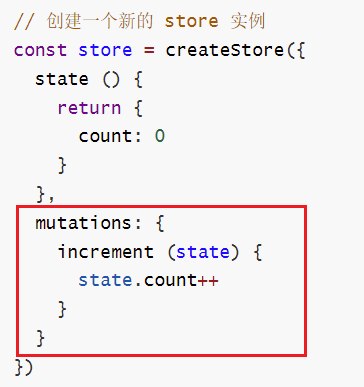 // 创建一个新的 store 实例
const store = createStore({
  state () {
    return {
      count: 0
    }
  },
  mutations: {
    increment (state) {
      state.count++
    }
  }
})